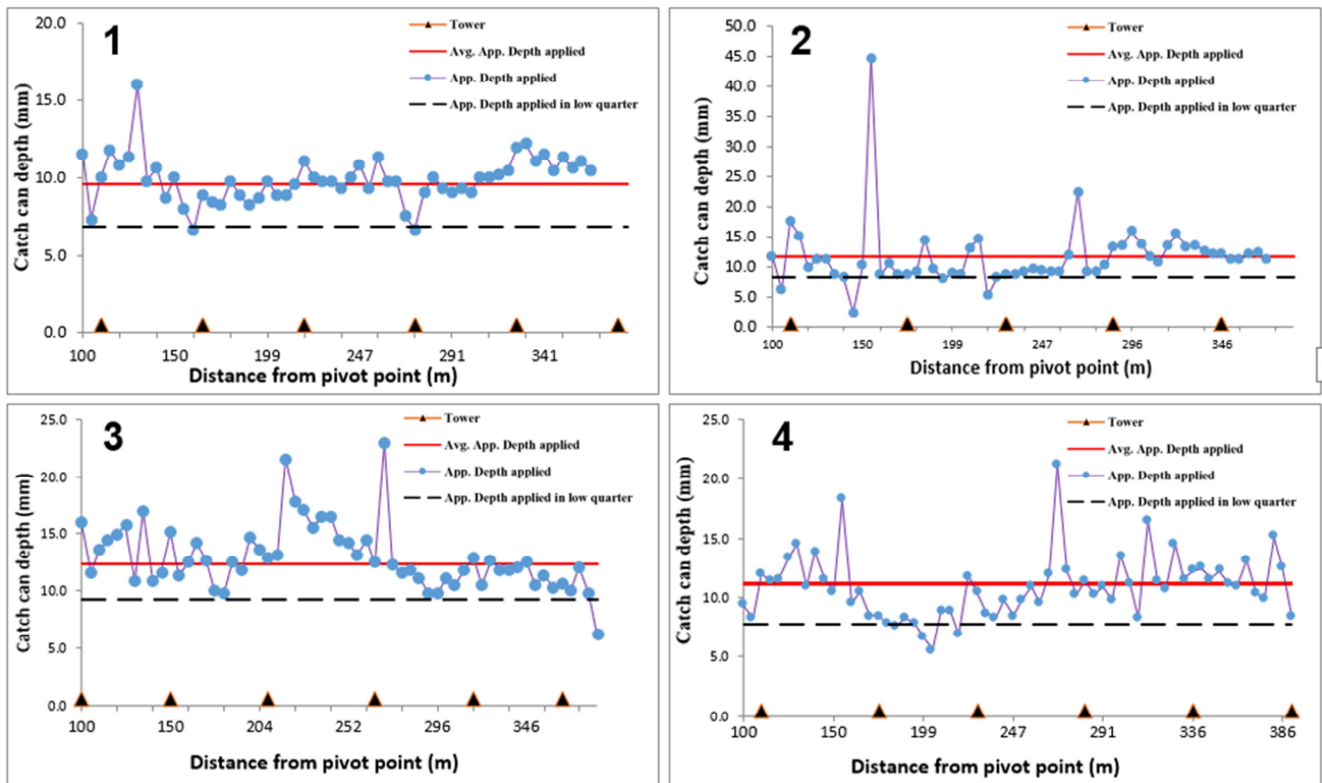 1
Tower
Avg. App. Depth applied
App. Depth applied
App. Depth applied in low quarter
Catch can depth (mm)
20.0
15.0
10.0
5.0
0.0
100 150 199 247 291 341
Distance from pivot point (m)
2
Tower
Avg. App. Depth applied
App. Depth applied
App. Depth applied in low quarter
Catch can depth (mm)
50.0
45.0
40.0
35.0
30.0
25.0
20.0
15.0
10.0
5.0
0.0
100 150 199 247 296 346
Distance from pivot point (m)
3
Tower
Avg. App. Depth applied
App. Depth applied
App. Depth applied in low quarter
Catch can depth (mm)
25.0
20.0
15.0
10.0
5.0
0.0
100 150 204 252 296 346
Distance from pivot point (m)
4
Tower
Avg. App. Depth applied
App. Depth applied
App. Depth applied in low quarter
Catch can depth (mm)
25.0
20.0
15.0
10.0
5.0
0.0
100 150 199 247 291 336 386
Distance from pivot point (m)